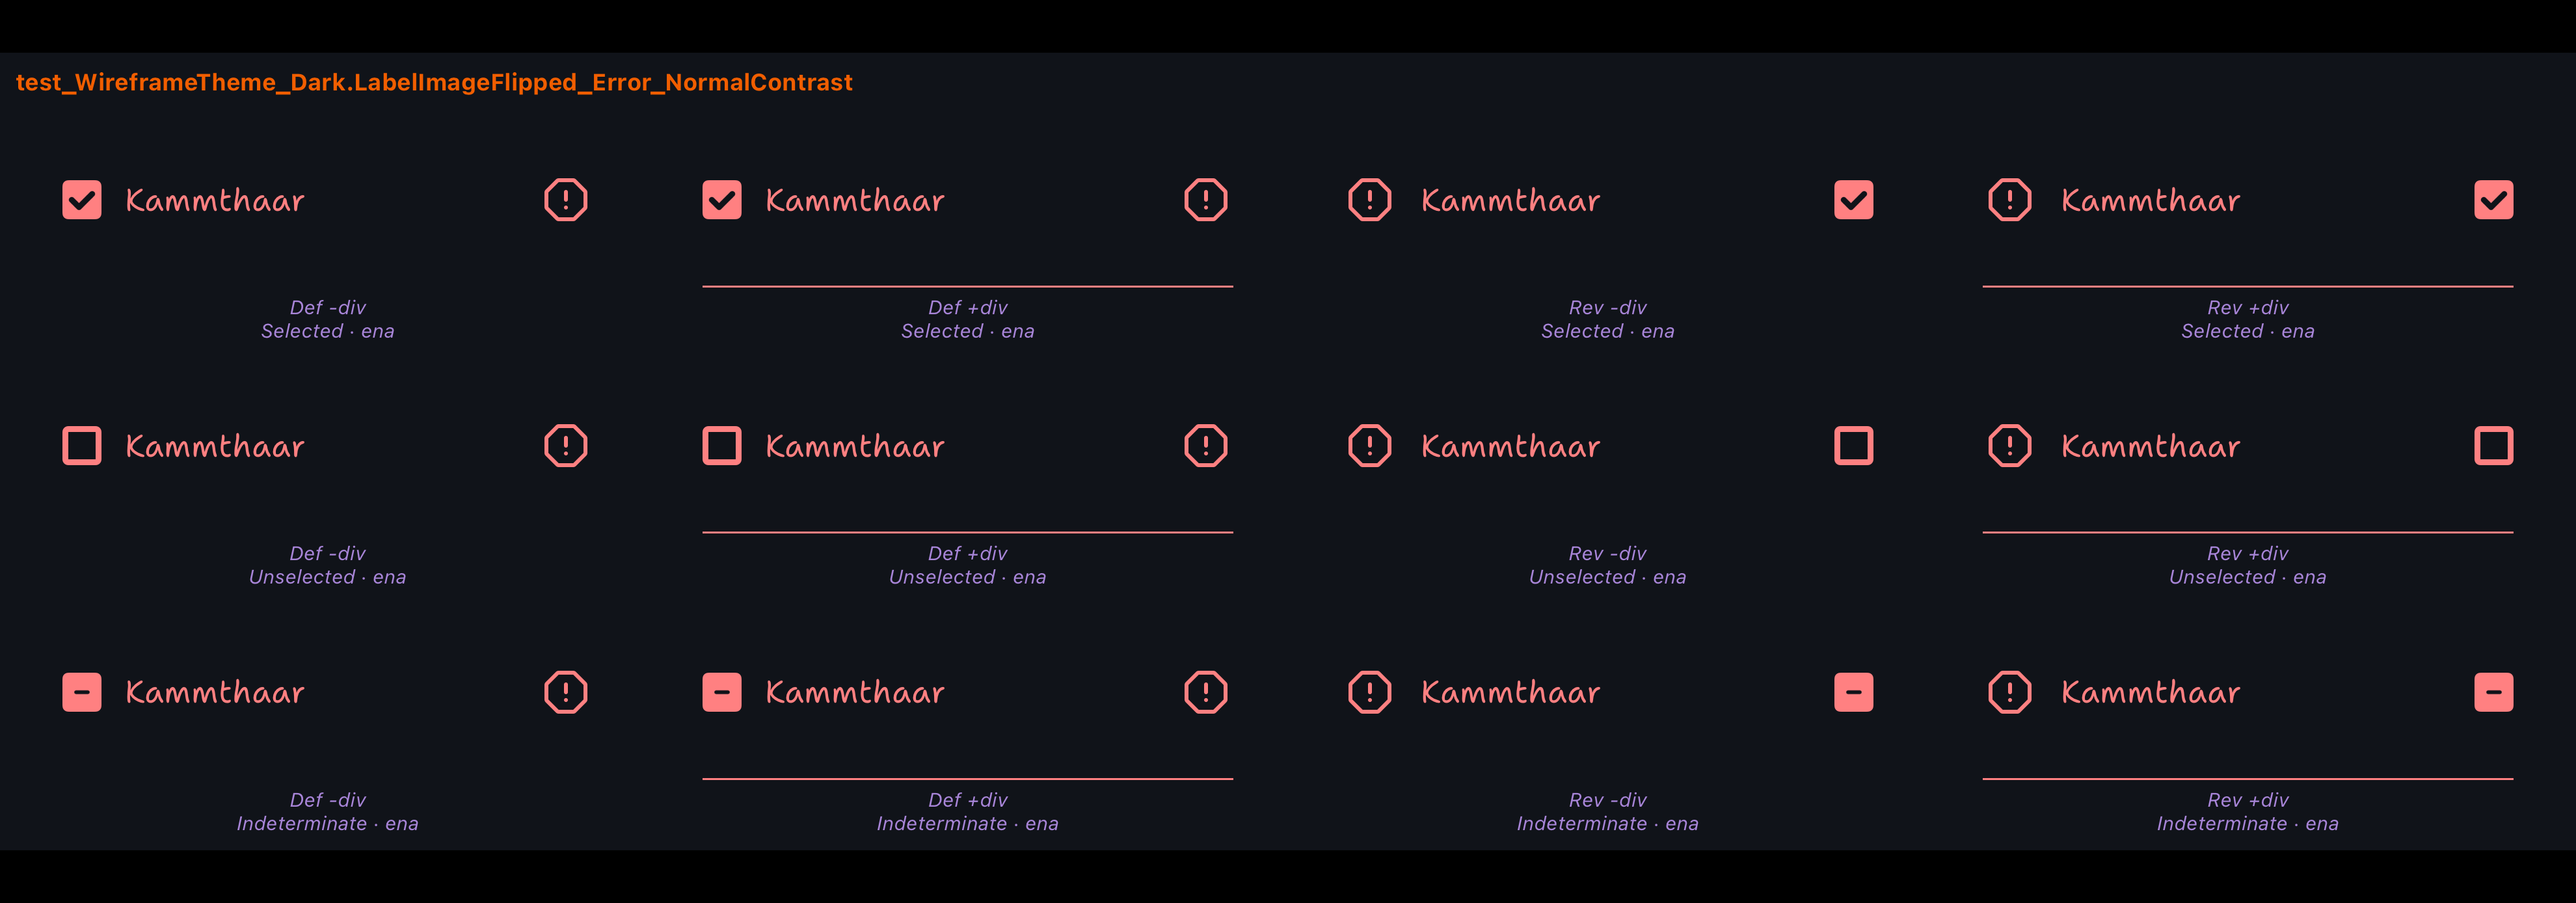 test_WireframeTheme_Dark.LabelImageFlipped_Error_NormalContrast
Kammthaar
Kammthaar
Kammthaar
Kammthaar
Def -div
Selected · ena
Def +div
Selected · ena
Rev -div
Selected · ena
Rev +div
Selected · ena
Kammthaar
Kammthaar
Kammthaar
Kammthaar
Def -div
Unselected · ena
Def +div
Unselected · ena
Rev -div
Unselected · ena
Rev +div
Unselected · ena
Kammthaar
Kammthaar
Kammthaar
Kammthaar
Def -div
Indeterminate · ena
Def +div
Indeterminate · ena
Rev -div
Indeterminate · ena
Rev +div
Indeterminate · ena